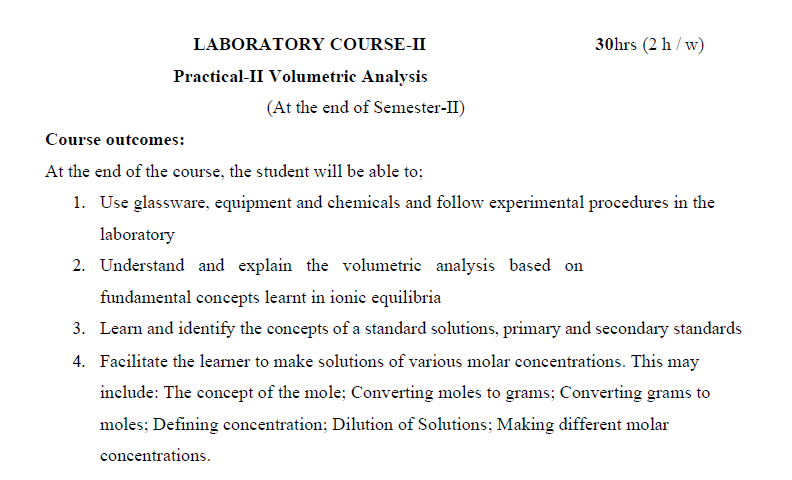 LABORATORY COURSE-II 30hrs (2 h / w)
Practical-II Volumetric Analysis
(At the end of Semester-II)
Course outcomes:
At the end of the course, the student will be able to;
1. Use glassware, equipment and chemicals and follow experimental procedures in the
laboratory
2. Understand and explain the volumetric analysis based on
fundamental concepts learnt in ionic equilibria
3. Learn and identify the concepts of a standard solutions, primary and secondary standards
4. Facilitate the learner to make solutions of various molar concentrations. This may
include: The concept of the mole; Converting moles to grams; Converting grams to
moles; Defining concentration; Dilution of Solutions; Making different molar
concentrations.